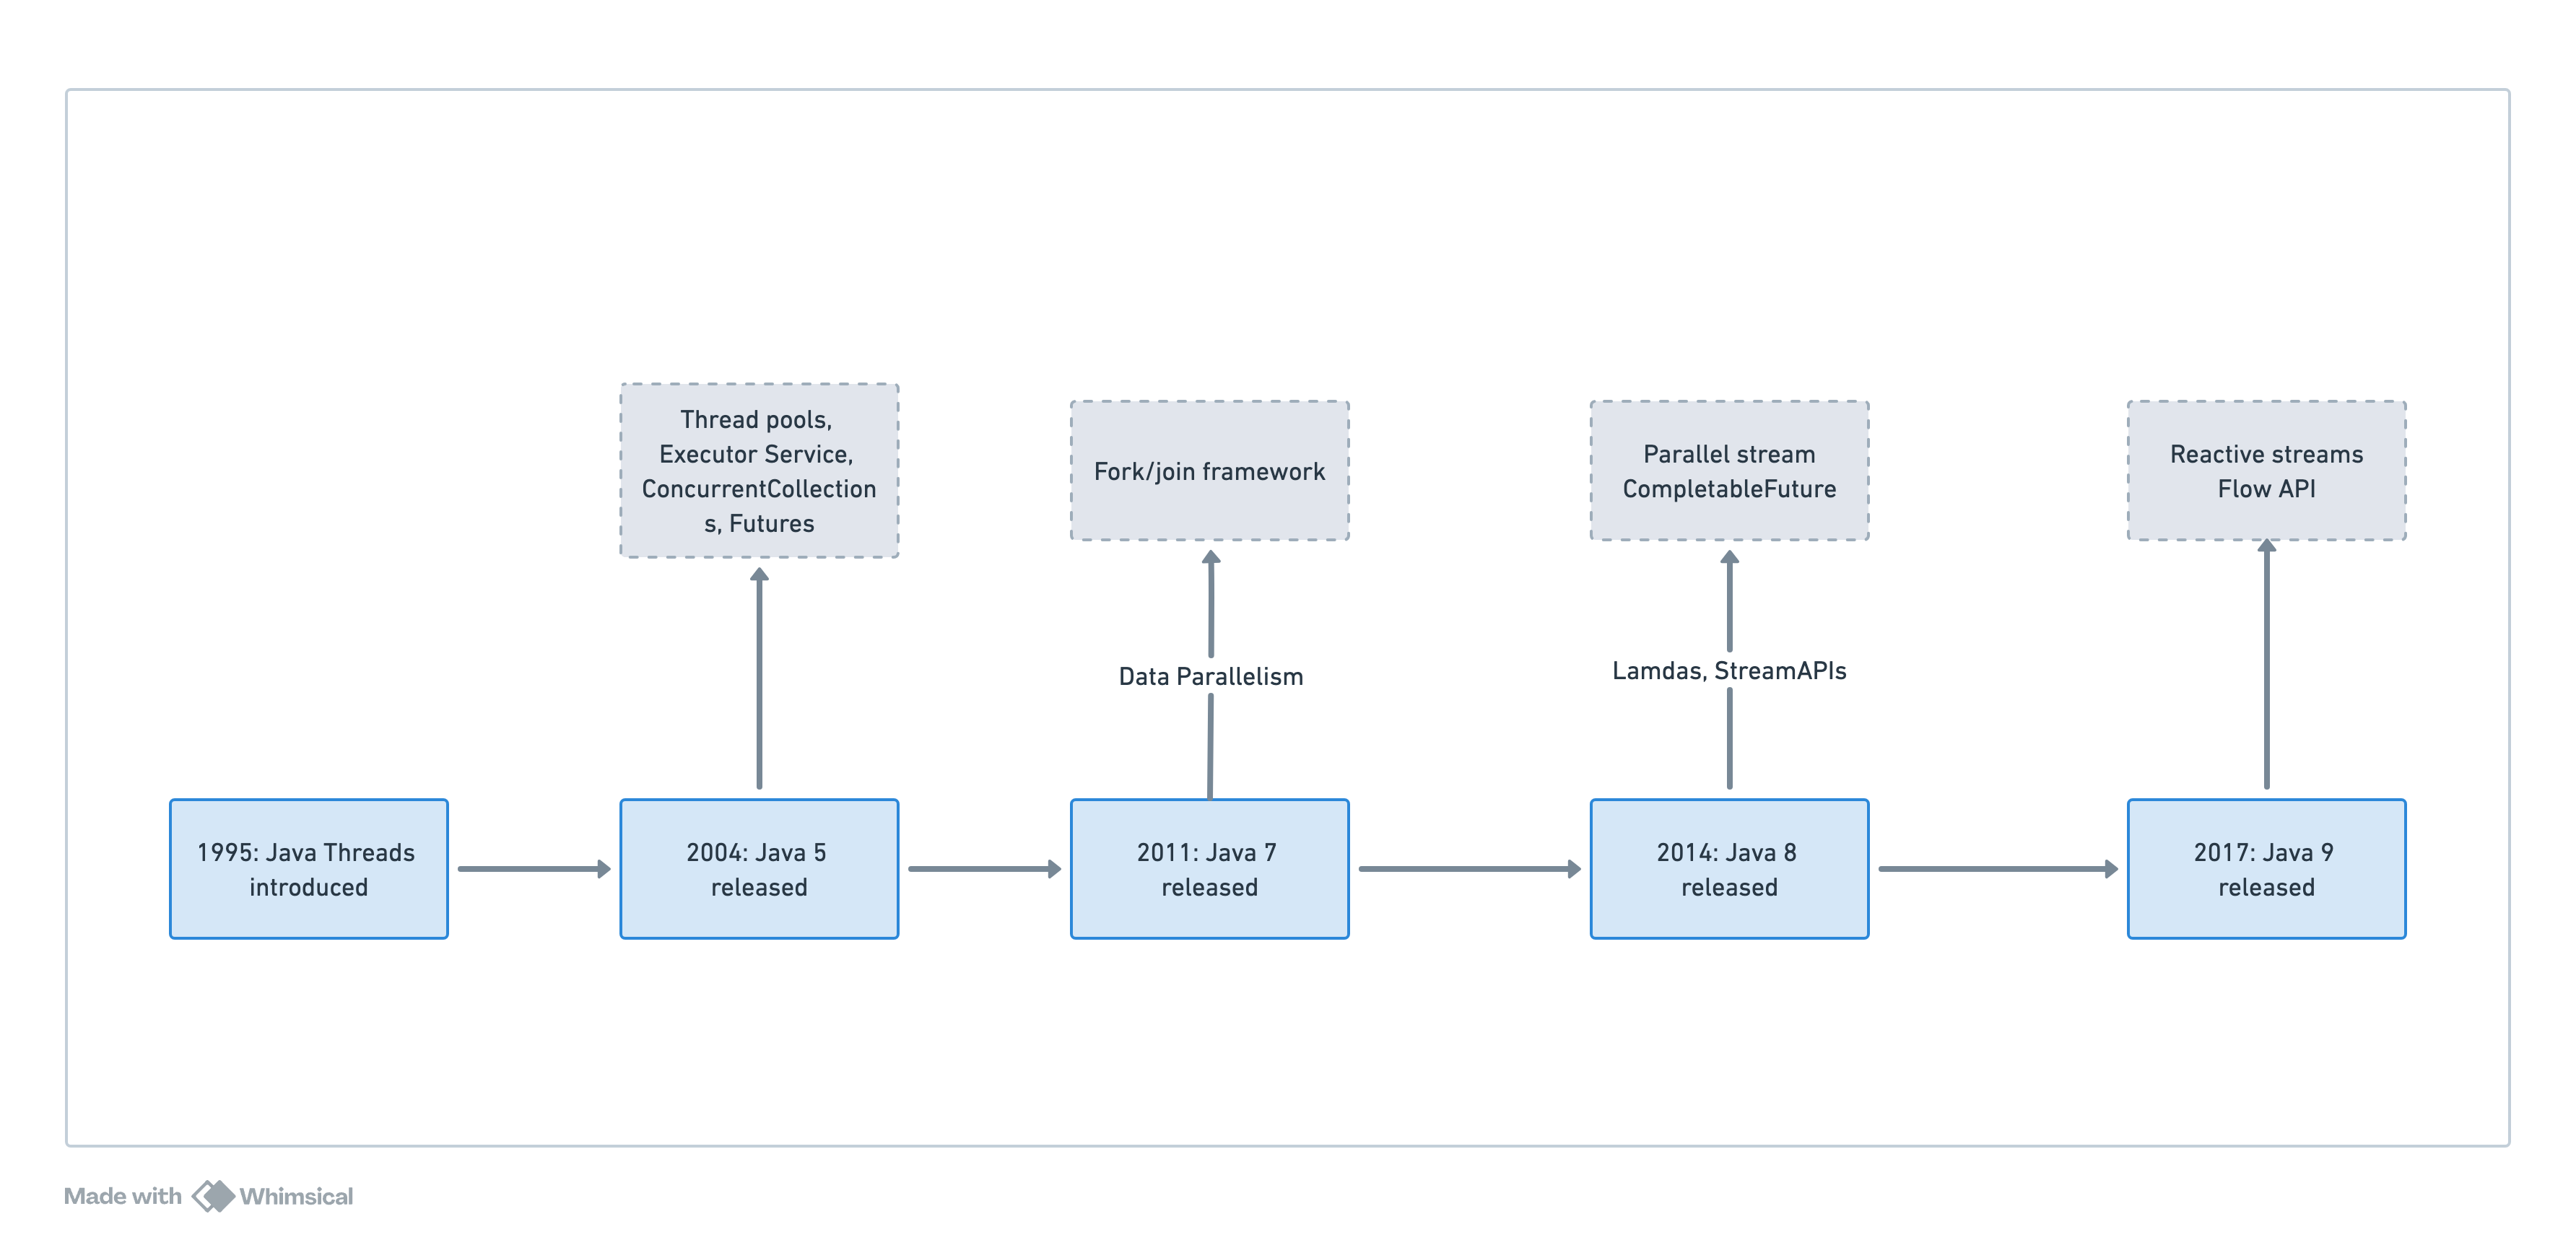 Thread pools,
Executor Service,
ConcurrentCollection
s, Futures
Fork/join framework
Parallel stream
CompletableFuture
Reactive streams
Flow API
Data Parallelism
Lamdas, StreamAPIs
1995: Java Threads
introduced
2004: Java 5
released
2011: Java 7
released
2014: Java 8
released
2017: Java 9
released
Made with Whimsical